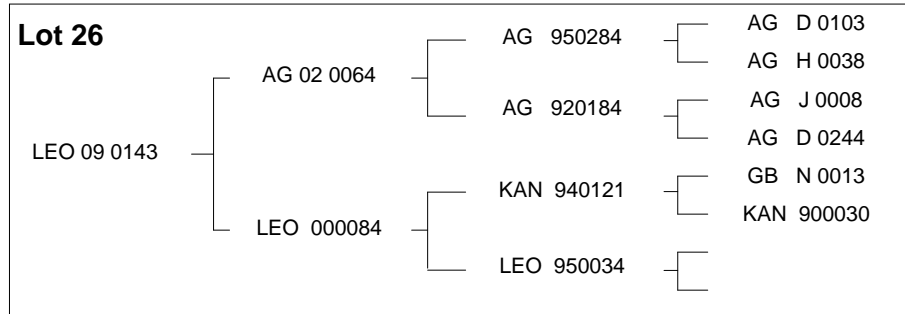 Lot 26
LEO 09 0143
AG 02 0064
LEO 000084
AG 950284
AG 920184
KAN 940121
LEO 950034
AG D 0103
AG H 0038
AG J 0008
AG D 0244
GB N 0013
KAN 900030